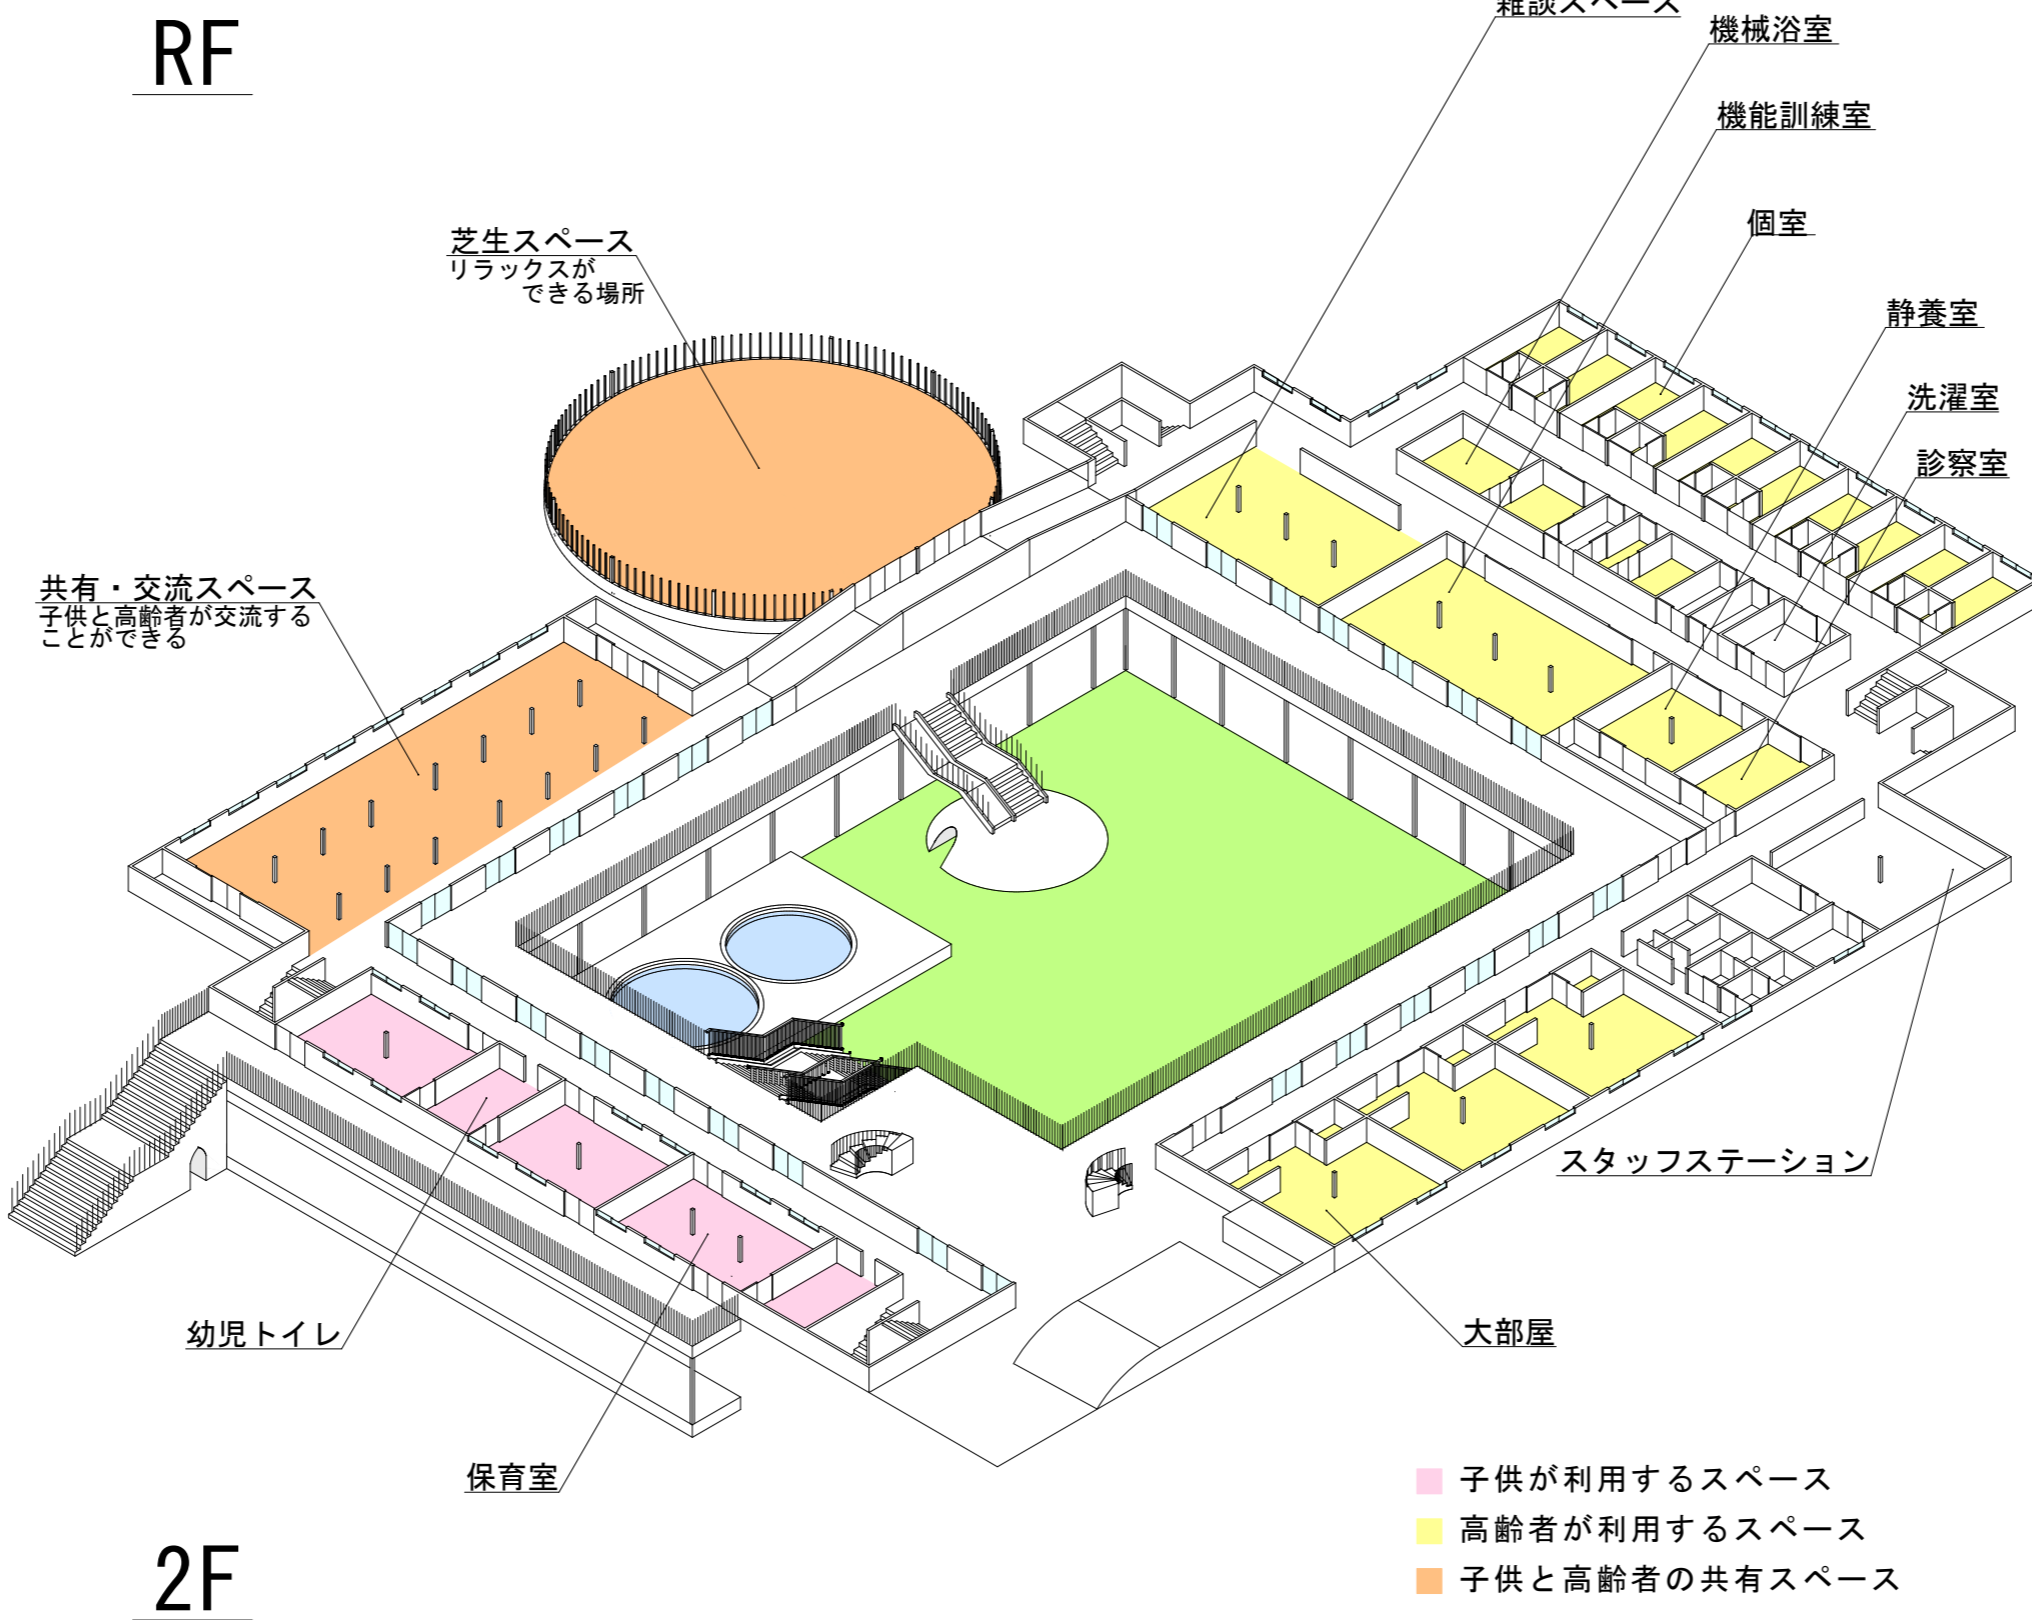 RF
雑談スペース
機械浴室
機能訓練室
個室
芝生スペース
リラックスが
できる場所
静養室
洗濯室
診察室
共有・交流スペース
子供と高齢者が交流する
ことができる
スタッフステーション
幼児トイレ
大部屋
保育室
子供が利用するスペース
高齢者が利用するスペース
子供と高齢者の共有スペース
2F